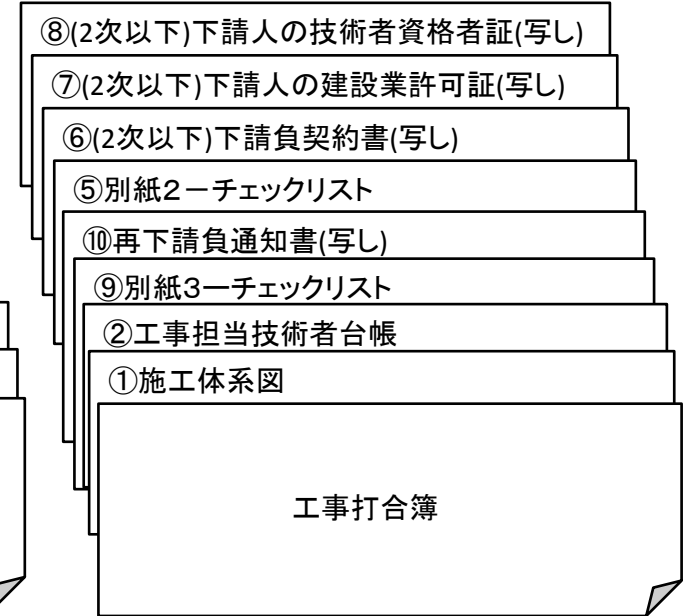 ⑧(2次以下)下請人の技術者資格者証(写し)
⑦(2次以下)下請人の建設業許可証(写し)
⑥(2次以下)下請負契約書(写し)
⑤別紙2－チェックリスト
⑩再下請負通知書(写し)
⑨別紙3ーチェックリスト
②工事担当技術者台帳
①施工体系図
工事打合簿